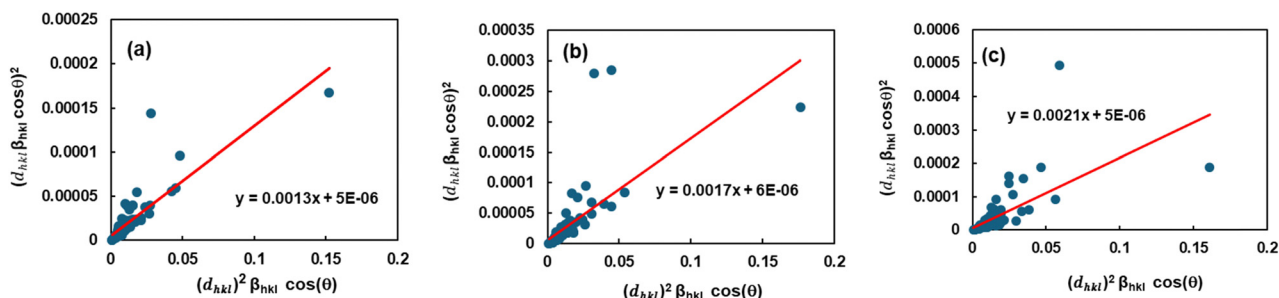 (a)
0.00025
0.0002
0.00015
0.0001
0.00005
0
(d_hkl β_hkl cosθ)²
y = 0.0013x + 5E-06
0 0.05 0.1 0.15 0.2
(d_hkl)² β_hkl cos(θ)
(b)
0.00035
0.0003
0.00025
0.0002
0.00015
0.0001
0.00005
0
(d_hkl β_hkl cosθ)²
y = 0.0017x + 6E-06
0 0.05 0.1 0.15 0.2
(d_hkl)² β_hkl cos(θ)
(c)
0.0006
0.0005
0.0004
0.0003
0.0002
0.0001
0
(d_hkl β_hkl cosθ)²
y = 0.0021x + 5E-06
0 0.05 0.1 0.15 0.2
(d_hkl)² β_hkl cos(θ)